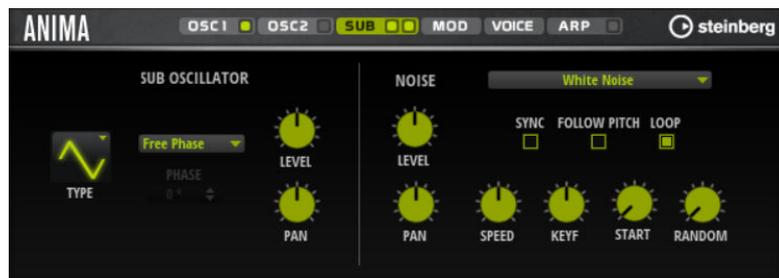 ANIMA OSC1 OSC2 SUB MOD VOICE ARP steinberg
SUB OSCILLATOR
Free Phase
LEVEL
TYPE
PHASE
0 °
PAN
NOISE
White Noise
LEVEL
SYNC FOLLOW PITCH LOOP
PAN SPEED KEYF START RANDOM